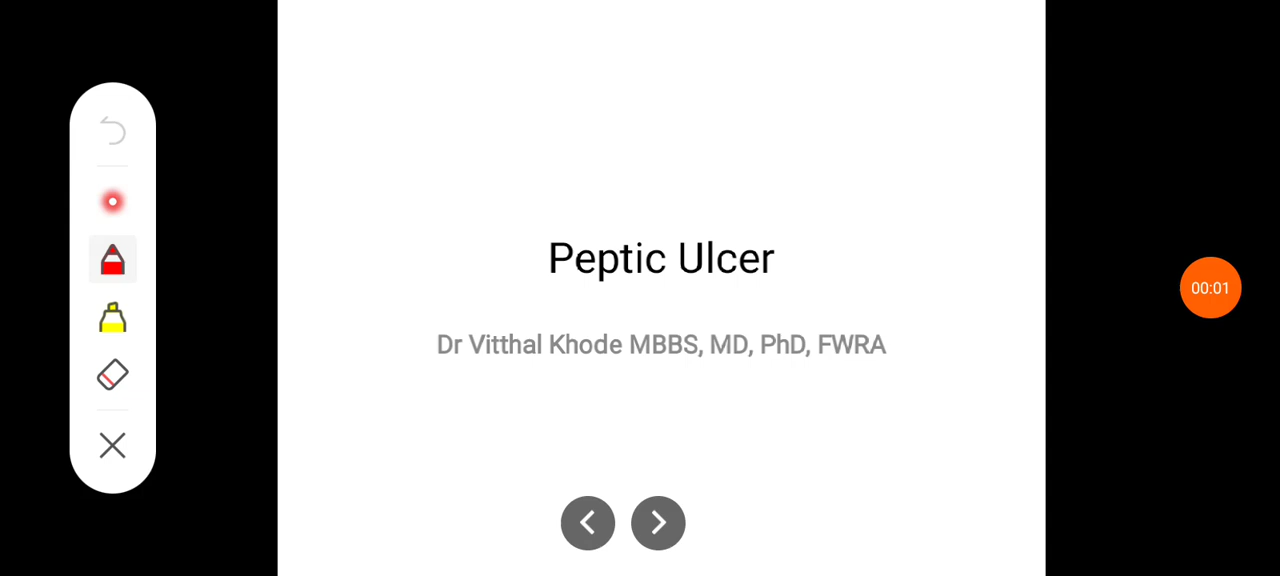 Peptic Ulcer
Dr Vitthal Khode MBBS, MD, PhD, FWRA
00:01